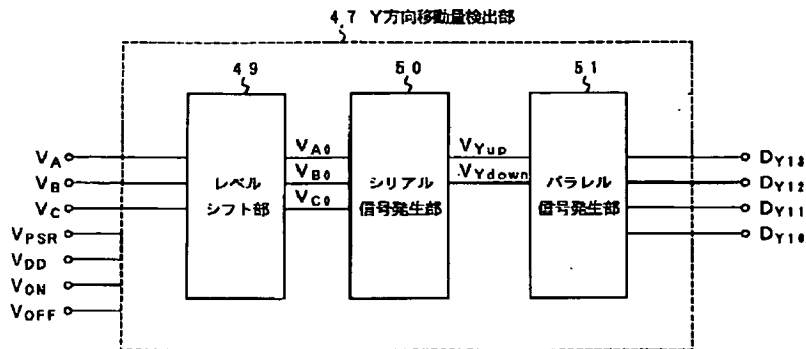 47 Y方向移動量検出部
49 50 51
VA VA0 VYup DY13
VB レベル VB0 シリアル VYdown パラレル DY12
VC シフト部 VC0 信号発生部 信号発生部 DY11
VPSR DY10
VDD
VON
VOFF